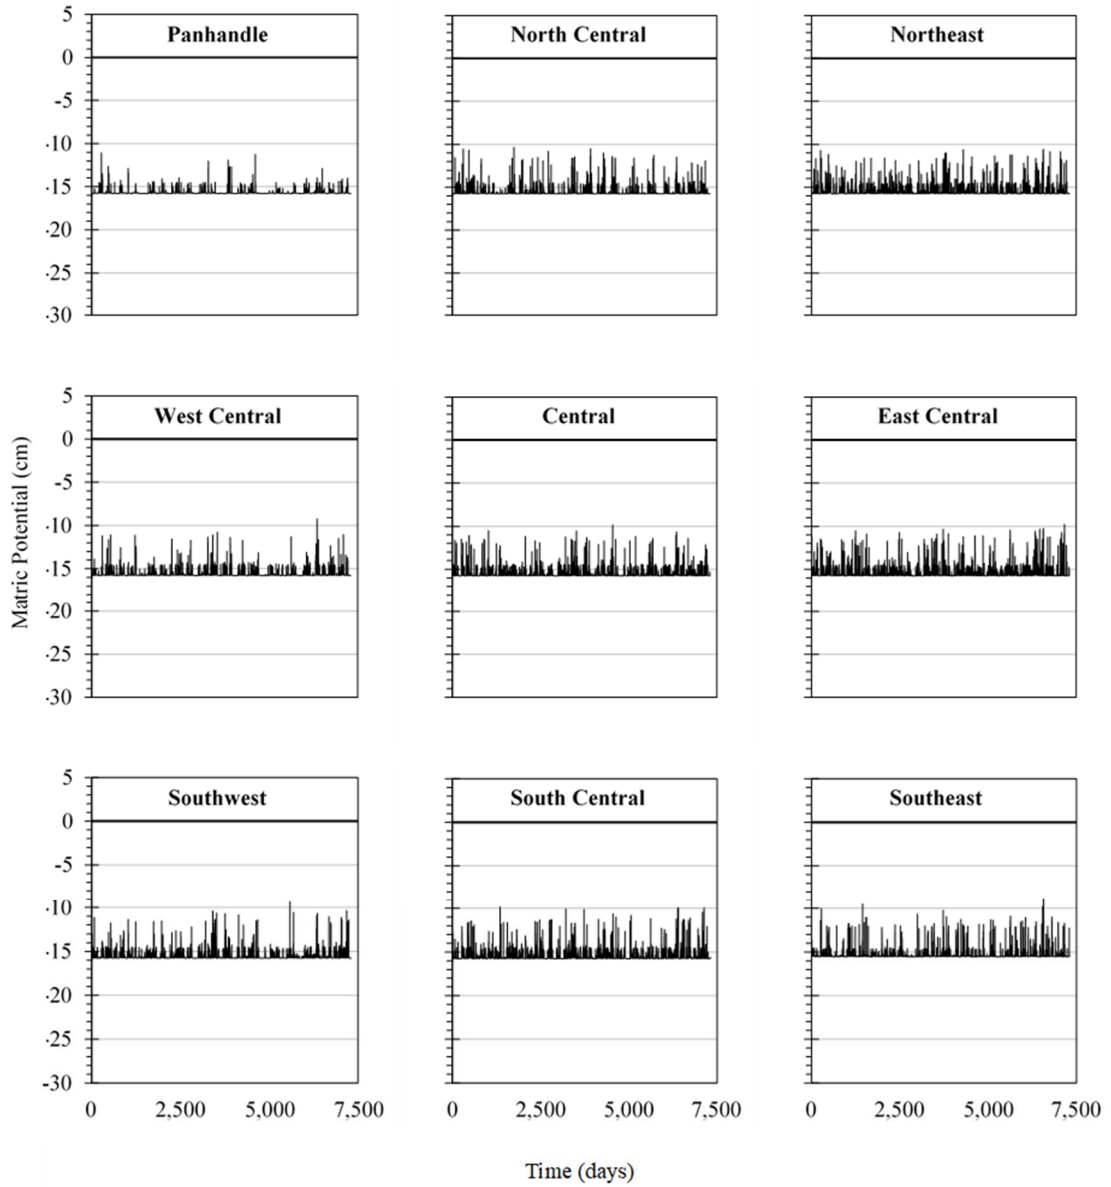 5
Panhandle
North Central
Northeast
0
-5
·10
·15
·20
·25
·30
5
West Central
Central
East Central
0
-5
·10
·15
·20
·25
·30
Matric Potential (cm)
5
Southwest
South Central
Southeast
0
-5
·10
·15
·20
·25
-30
0 2,500 5,000 7,500 0 2,500 5,000 7,500 0 2,500 5,000 7,500
Time (days)